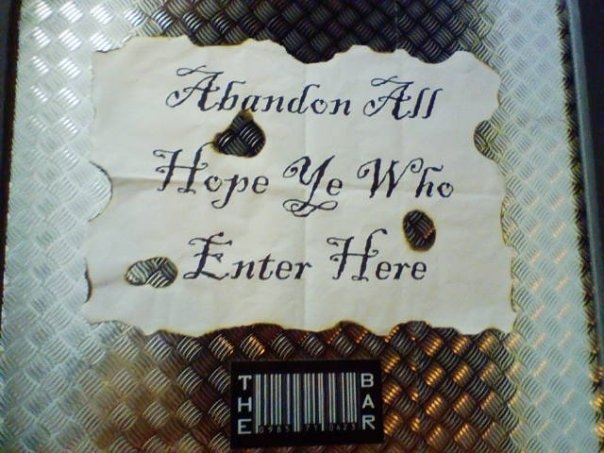 Abandon All
Hope Ye Who
Enter Here
THE
BAR